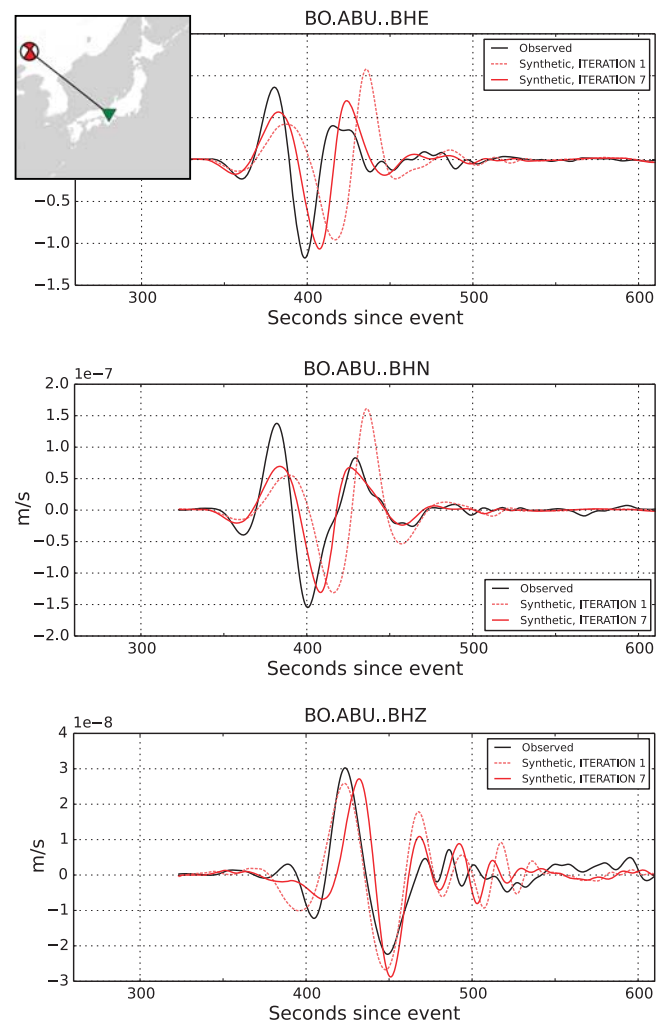 BO.ABU..BHE
Observed
Synthetic, ITERATION 1
Synthetic, ITERATION 7
−0.5
−1.0
−1.5
300 400 500 600
Seconds since event
BO.ABU..BHN
1e−7
2.0
1.5
1.0
0.5
0.0
−0.5
−1.0
−1.5
−2.0
m/s
Observed
Synthetic, ITERATION 1
Synthetic, ITERATION 7
300 400 500 600
Seconds since event
BO.ABU..BHZ
1e−8
4
3
2
1
0
−1
−2
−3
m/s
Observed
Synthetic, ITERATION 1
Synthetic, ITERATION 7
300 400 500 600
Seconds since event